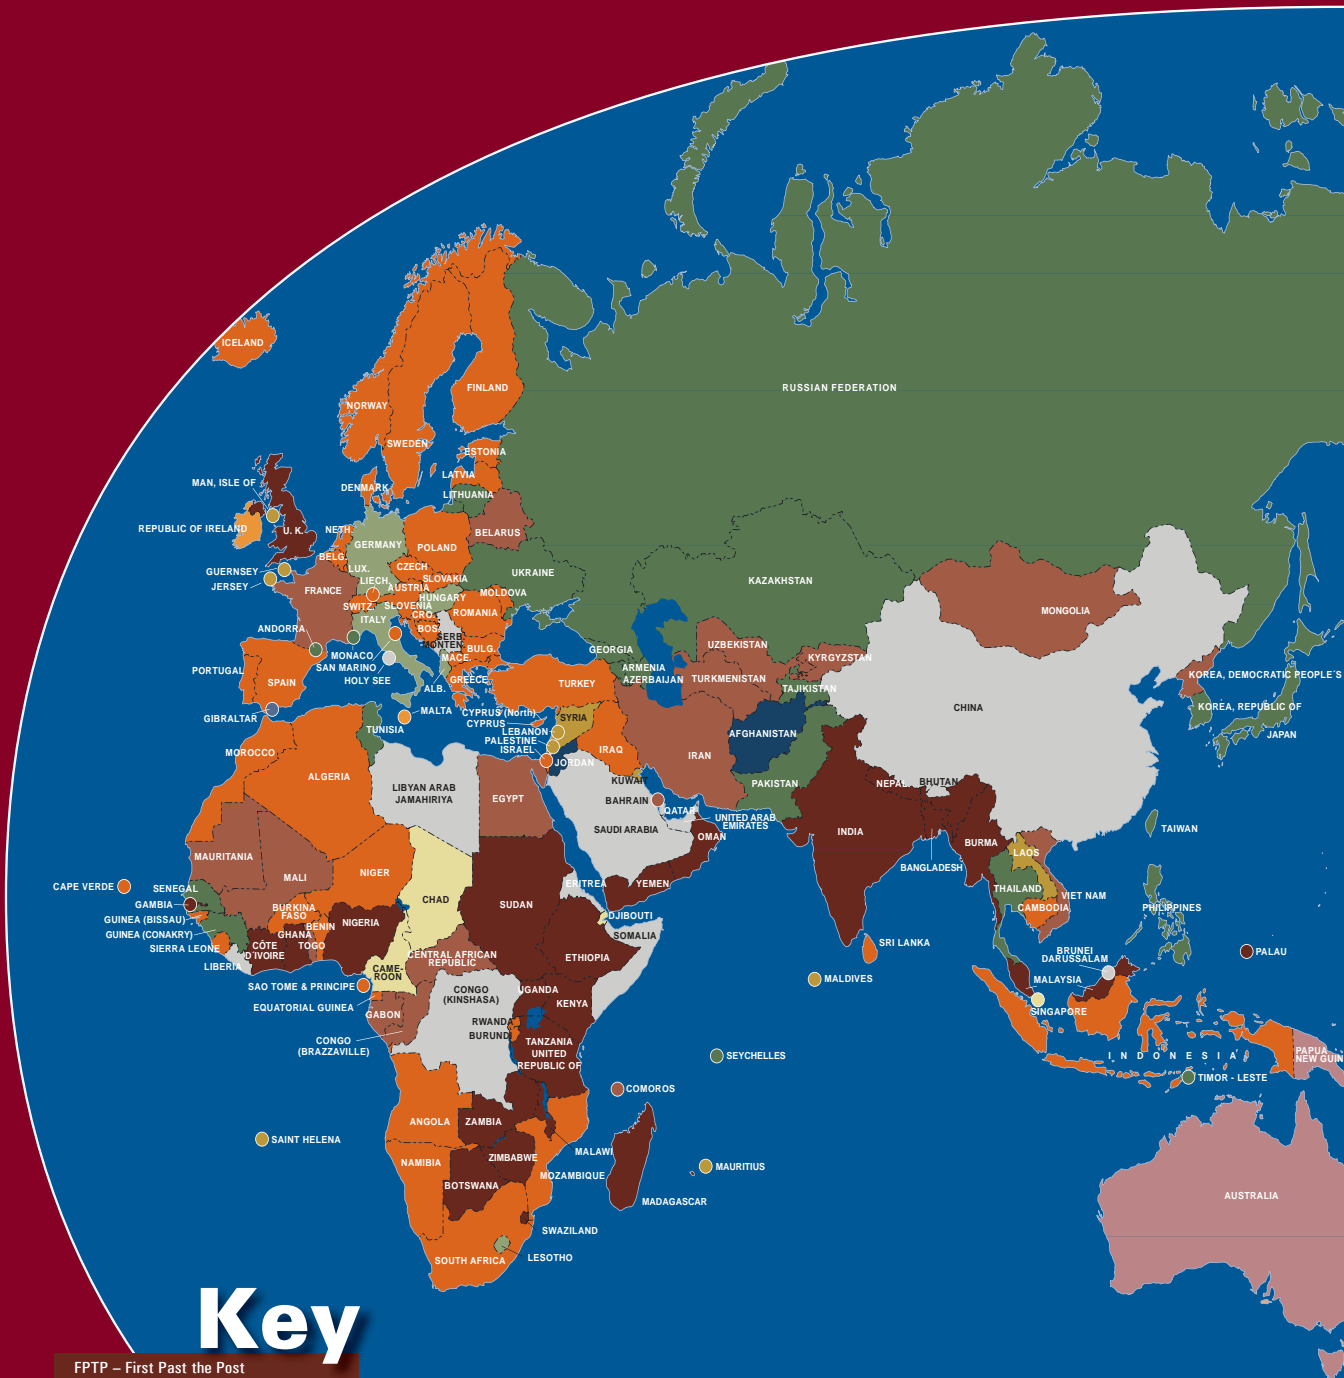 ICELAND
NORWAY
SWEDEN
FINLAND
RUSSIAN FEDERATION
ESTONIA
LATVIA
LITHUANIA
DENMARK
MAN, ISLE OF
REPUBLIC OF IRELAND
U. K.
NETH.
BELG.
LUX.
GERMANY
POLAND
BELARUS
UKRAINE
GUERNSEY
JERSEY
FRANCE
LIECH.
SWITZ.
AUSTRIA
CZECH
SLOVAKIA
HUNGARY
SLOVENIA
CRO.
BOS.
SERB.
MONTEN.
ROMANIA
MOLDOVA
BULG.
MACE.
ALB.
GREECE
ITALY
ANDORRA
MONACO
SAN MARINO
HOLY SEE
PORTUGAL
SPAIN
GIBRALTAR
MALTA
TUNISIA
TURKEY
CYPRUS (North)
CYPRUS
LEBANON
PALESTINE
ISRAEL
SYRIA
JORDAN
IRAQ
KUWAIT
BAHRAIN
QATAR
UNITED ARAB
EMIRATES
SAUDI ARABIA
OMAN
YEMEN
IRAN
GEORGIA
ARMENIA
AZERBAIJAN
KAZAKHSTAN
UZBEKISTAN
TURKMENISTAN
KYRGYZSTAN
TAJIKISTAN
AFGHANISTAN
PAKISTAN
INDIA
NEPAL
BHUTAN
BANGLADESH
BURMA
SRI LANKA
MALDIVES
MONGOLIA
CHINA
KOREA, DEMOCRATIC PEOPLE´S
KOREA, REPUBLIC OF
JAPAN
TAIWAN
LAOS
THAILAND
VIET NAM
CAMBODIA
PHILIPPINES
BRUNEI
DARUSSALAM
MALAYSIA
SINGAPORE
INDONESIA
PALAU
TIMOR - LESTE
PAPUA
NEW GUIN
AUSTRALIA
MOROCCO
ALGERIA
LIBYAN ARAB
JAMAHIRIYA
EGYPT
MAURITANIA
MALI
NIGER
CHAD
SUDAN
ERITREA
DJIBOUTI
SOMALIA
ETHIOPIA
CAPE VERDE
SENEGAL
GAMBIA
GUINEA (BISSAU)
GUINEA (CONAKRY)
SIERRA LEONE
LIBERIA
CÔTE
D'IVOIRE
BURKINA
FASO
GHANA
BENIN
TOGO
NIGERIA
CAME-
ROON
CENTRAL AFRICAN
REPUBLIC
SAO TOME & PRINCIPE
EQUATORIAL GUINEA
GABON
CONGO
(BRAZZAVILLE)
CONGO
(KINSHASA)
UGANDA
KENYA
RWANDA
BURUNDI
TANZANIA
UNITED
REPUBLIC OF
SEYCHELLES
COMOROS
ANGOLA
ZAMBIA
MALAWI
ZIMBABWE
MOZAMBIQUE
NAMIBIA
BOTSWANA
MADAGASCAR
MAURITIUS
SAINT HELENA
SWAZILAND
LESOTHO
SOUTH AFRICA
Key
FPTP – First Past the Post